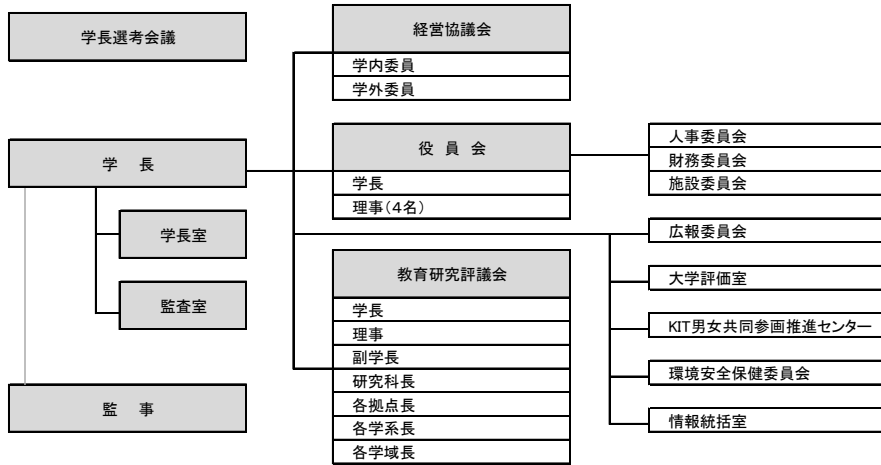 学長選考会議
学　長
学長室
監査室
監　事
経営協議会
学内委員
学外委員
役 員 会
学長
理事（4名）
教育研究評議会
学長
理事
副学長
研究科長
各拠点長
各学系長
各学域長
人事委員会
財務委員会
施設委員会
広報委員会
大学評価室
KIT男女共同参画推進センター
環境安全保健委員会
情報統括室